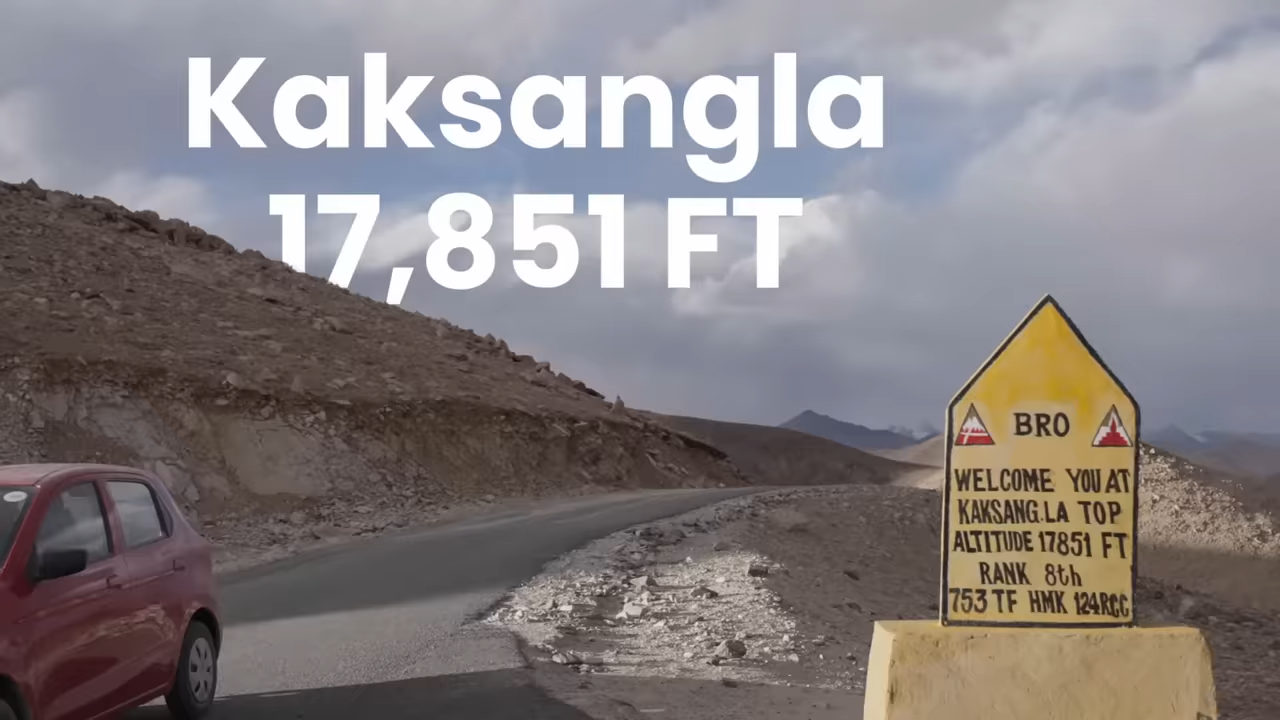 Kaksangla
17,851 FT
BRO
WELCOME YOU AT
KAKSANG.LA TOP
ALTITUDE 17851 FT
RANK 8th
753 TF HMK 124RCC